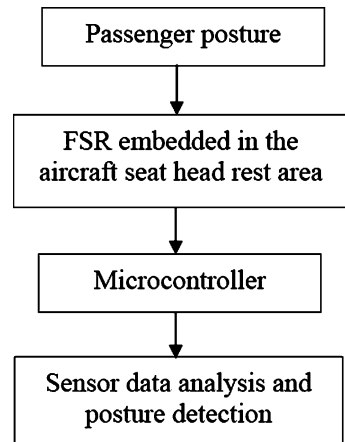 Passenger posture
FSR embedded in the
aircraft seat head rest area
Microcontroller
Sensor data analysis and
posture detection